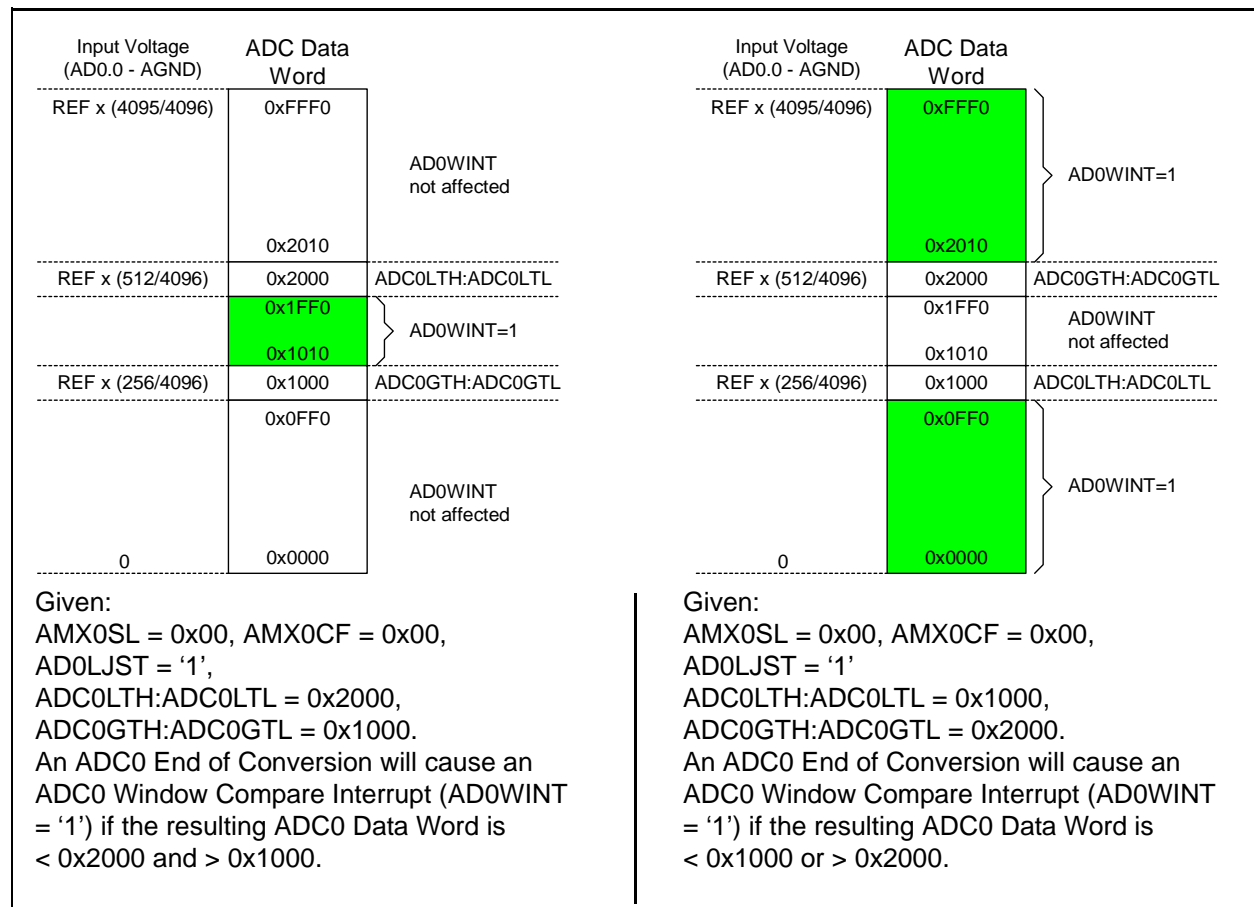 Input Voltage
(AD0.0 - AGND)
ADC Data
Word
REF x (4095/4096)
0xFFF0
AD0WINT
not affected
0x2010
REF x (512/4096)
0x2000
ADC0LTH:ADC0LTL
0x1FF0
AD0WINT=1
0x1010
REF x (256/4096)
0x1000
ADC0GTH:ADC0GTL
0x0FF0
AD0WINT
not affected
0
0x0000
Given:
AMX0SL = 0x00, AMX0CF = 0x00,
AD0LJST = ‘1’,
ADC0LTH:ADC0LTL = 0x2000,
ADC0GTH:ADC0GTL = 0x1000.
An ADC0 End of Conversion will cause an
ADC0 Window Compare Interrupt (AD0WINT
= ‘1’) if the resulting ADC0 Data Word is
< 0x2000 and > 0x1000.
Input Voltage
(AD0.0 - AGND)
ADC Data
Word
REF x (4095/4096)
0xFFF0
AD0WINT=1
0x2010
REF x (512/4096)
0x2000
ADC0GTH:ADC0GTL
0x1FF0
AD0WINT
not affected
0x1010
REF x (256/4096)
0x1000
ADC0LTH:ADC0LTL
0x0FF0
AD0WINT=1
0
0x0000
Given:
AMX0SL = 0x00, AMX0CF = 0x00,
AD0LJST = ‘1’
ADC0LTH:ADC0LTL = 0x1000,
ADC0GTH:ADC0GTL = 0x2000.
An ADC0 End of Conversion will cause an
ADC0 Window Compare Interrupt (AD0WINT
= ‘1’) if the resulting ADC0 Data Word is
< 0x1000 or > 0x2000.